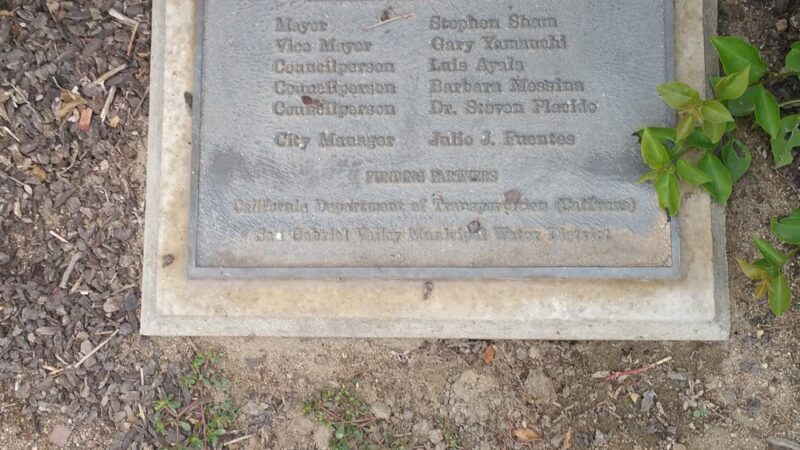 Mayor Stephen Sham
Vice Mayor Gary Yamauchi
Councilperson Luis Ayala
Councilperson Barbara Messina
Councilperson Dr. Steven Placido
City Manager Julio J. Fuentes
FUNDING PARTNERS
California Department of Transportation (Caltrans)
San Gabriel Valley Municipal Water District